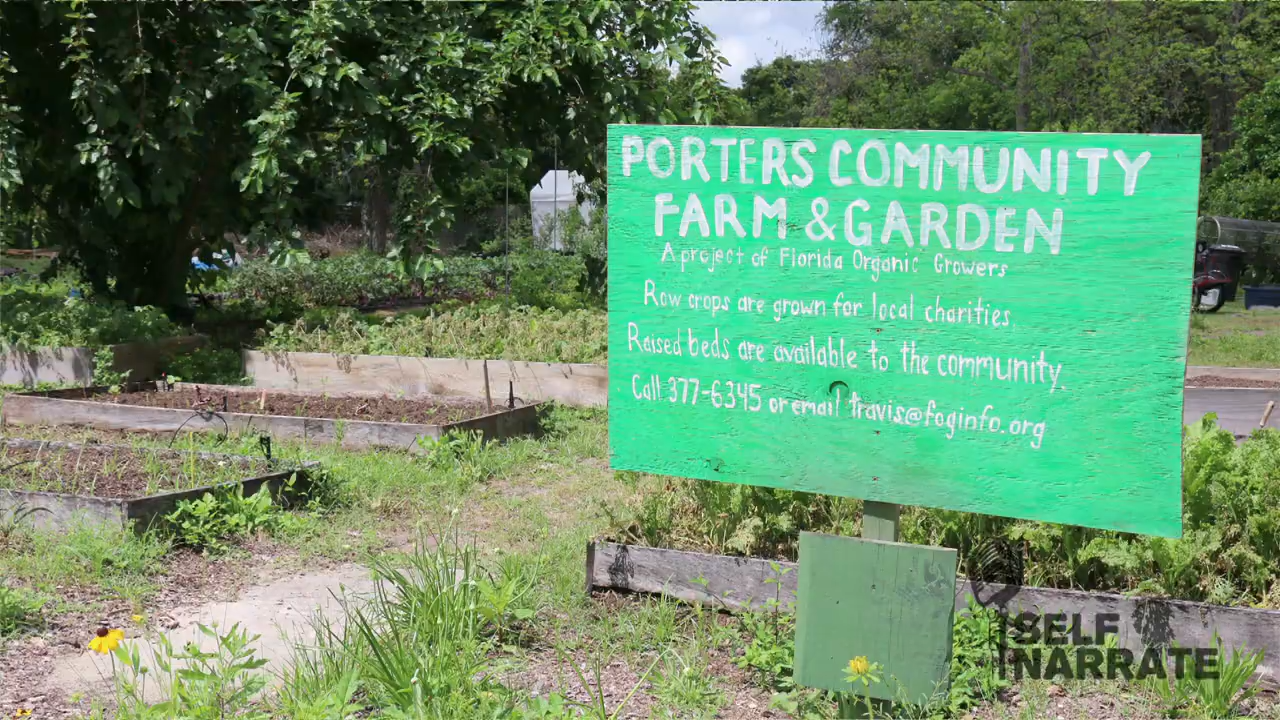 PORTERS COMMUNITY
FARM & GARDEN
A project of Florida Organic Growers
Row crops are grown for local charities.
Raised beds are available to the community.
Call 377-6345 or email travis@foginfo.org
SELF
NARRATE